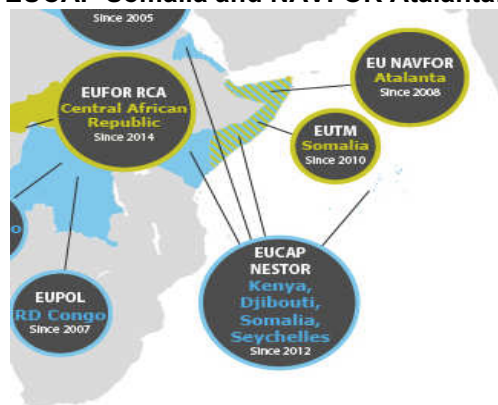 EUCAP Somalia and NAVFOR Atalanta
Since 2005
EUFOR RCA
Central African
Republic
Since 2014
EU NAVFOR
Atalanta
Since 2008
EUTM
Somalia
Since 2010
EUPOL
RD Congo
Since 2007
EUCAP
NESTOR
Kenya,
Djibouti,
Somalia,
Seychelles
Since 2012